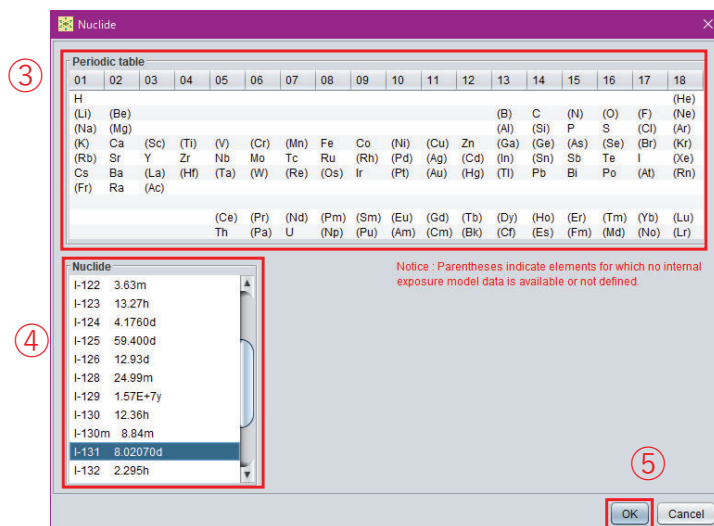 Nuclide
③
Periodic table
01 02 03 04 05 06 07 08 09 10 11 12 13 14 15 16 17 18
H (He)
(Li) (Be) (B) C (N) (O) (F) (Ne)
(Na) (Mg) (Al) (Si) P S (Cl) (Ar)
(K) Ca (Sc) (Ti) (V) (Cr) (Mn) Fe Co (Ni) (Cu) Zn (Ga) (Ge) (As) (Se) (Br) (Kr)
(Rb) Sr Y Zr Nb Mo Tc Ru (Rh) (Pd) (Ag) (Cd) (In) (Sn) Sb Te I (Xe)
Cs Ba (La) (Hf) (Ta) (W) (Re) (Os) Ir (Pt) (Au) (Hg) (Tl) Pb Bi Po (At) (Rn)
(Fr) Ra (Ac)
(Ce) (Pr) (Nd) (Pm) (Sm) (Eu) (Gd) (Tb) (Dy) (Ho) (Er) (Tm) (Yb) (Lu)
Th (Pa) U (Np) (Pu) (Am) (Cm) (Bk) (Cf) (Es) (Fm) (Md) (No) (Lr)
④
Nuclide
I-122 3.63m
I-123 13.27h
I-124 4.1760d
I-125 59.400d
I-126 12.93d
I-128 24.99m
I-129 1.57E+7y
I-130 12.36h
I-130m 8.84m
I-131 8.02070d
I-132 2.295h
Notice : Parentheses indicate elements for which no internal
exposure model data is available or not defined.
⑤
OK Cancel